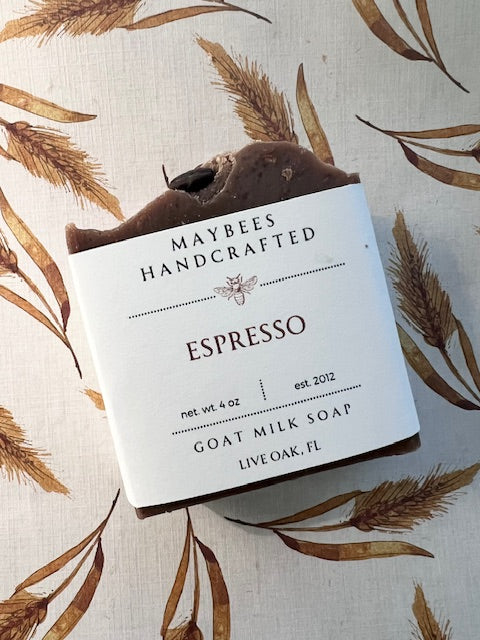 MAYBEES
HANDCRAFTED
ESPRESSO
net. wt. 4 oz est. 2012
GOAT MILK SOAP
LIVE OAK, FL